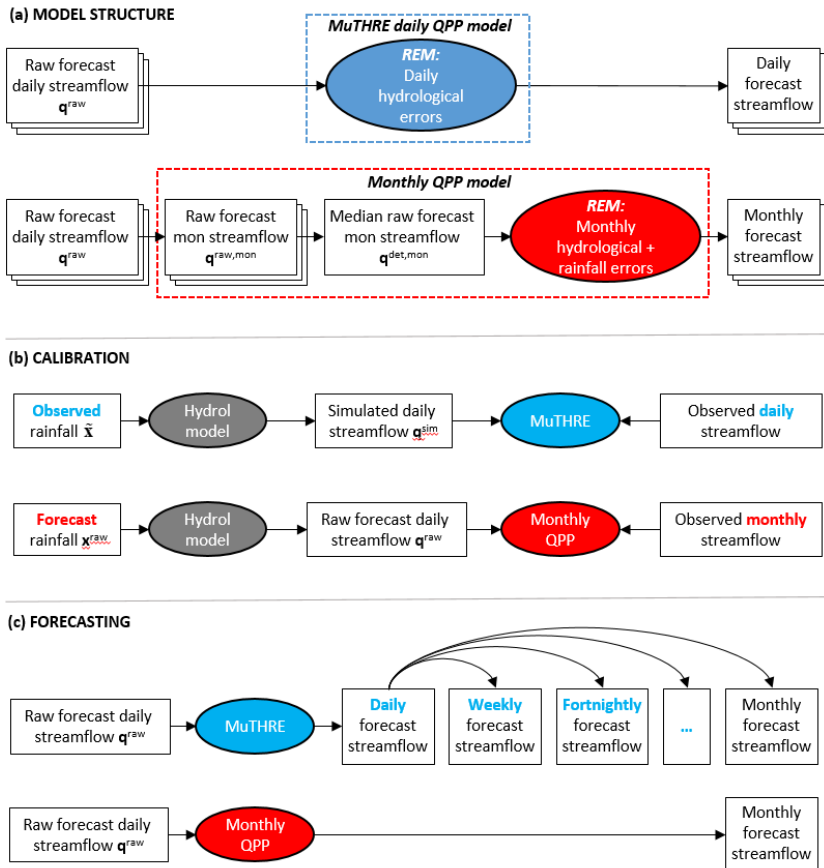 (a) MODEL STRUCTURE
MuTHRE daily QPP model
Raw forecast
daily streamflow
q^raw
REM:
Daily
hydrological
errors
Daily
forecast
streamflow
Monthly QPP model
Raw forecast
daily streamflow
q^raw
Raw forecast
mon streamflow
q^raw,mon
Median raw forecast
mon streamflow
q^det,mon
REM:
Monthly
hydrological +
rainfall errors
Monthly
forecast
streamflow
(b) CALIBRATION
Observed
rainfall x̃
Hydrol
model
Simulated daily
streamflow q^sim
MuTHRE
Observed daily
streamflow
Forecast
rainfall x^raw
Hydrol
model
Raw forecast daily
streamflow q^raw
Monthly
QPP
Observed monthly
streamflow
(c) FORECASTING
Raw forecast daily
streamflow q^raw
MuTHRE
Daily
forecast
streamflow
Weekly
forecast
streamflow
Fortnightly
forecast
streamflow
...
Monthly
forecast
streamflow
Raw forecast daily
streamflow q^raw
Monthly
QPP
Monthly
forecast
streamflow